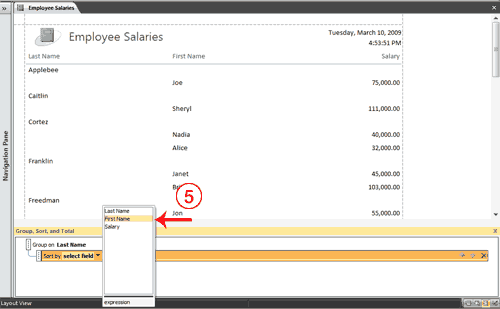 Employee Salaries
Employee Salaries
Tuesday, March 10, 2009
4:53:51 PM
Last Name First Name Salary
Applebee
Joe 75,000.00
Caitlin
Sheryl 111,000.00
Cortez
Nadia 40,000.00
Alice 32,000.00
Franklin
Janet 45,000.00
103,000.00
Freedman
Jon 55,000.00
5
Navigation Pane
Group, Sort, and Total
Group on Last Name
Sort by select field
Last Name
First Name
Salary
expression
Layout View